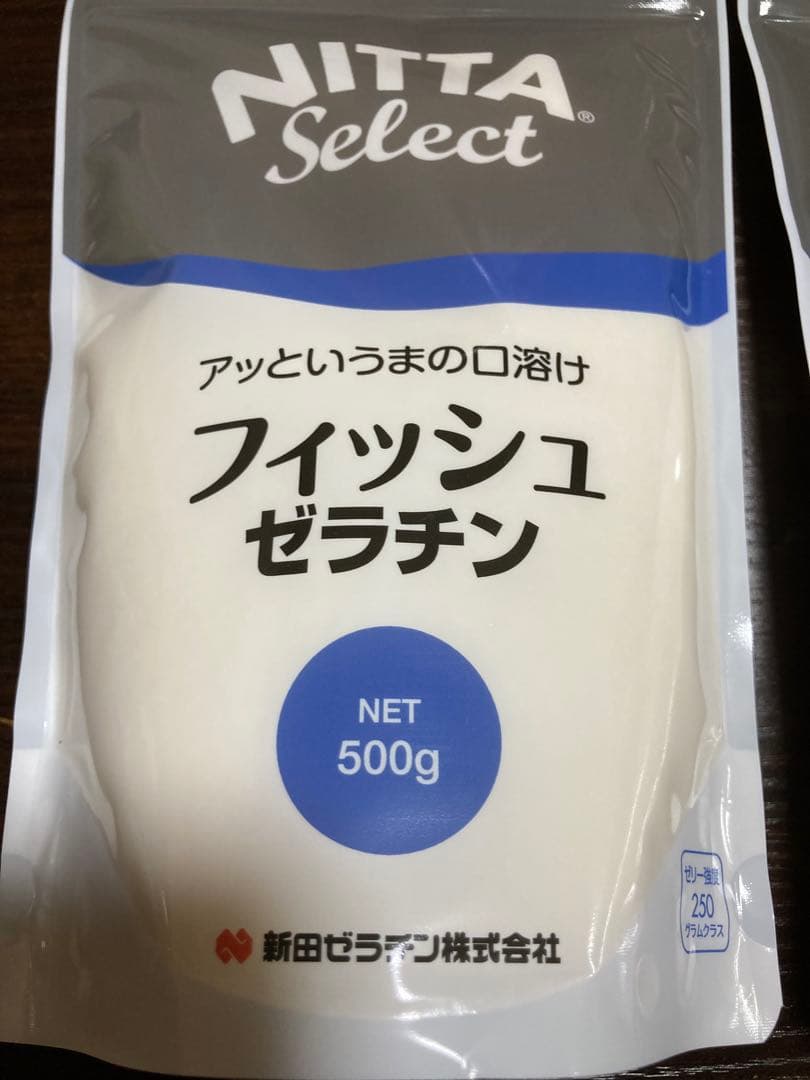 NITTA
Select®
アッというまの口溶け
フィッシュ
ゼラチン
NET
500g
ゼリー強度
250
グラムクラス
新田ゼラチン株式会社